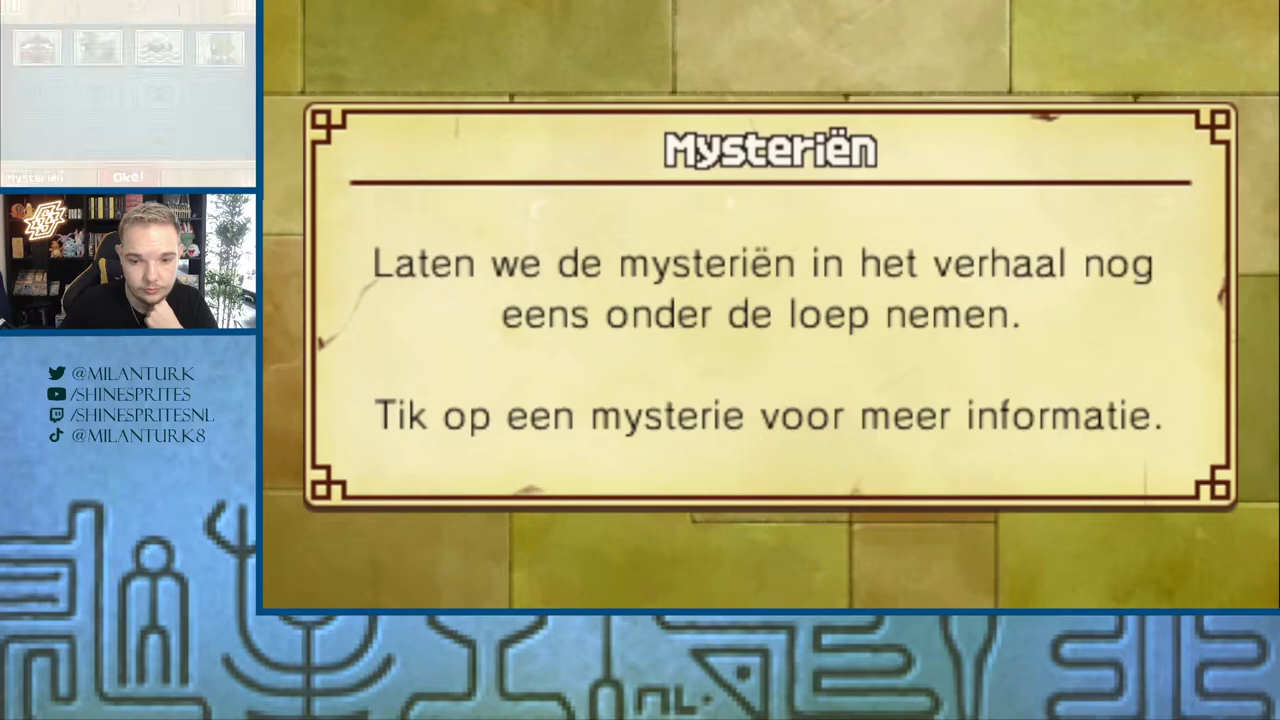 Mysteriën
Oké!
@MILANTURK
/SHINESPRITES
/SHINESPRITESNL
@MILANTURK8
Mysteriën
Laten we de mysteriën in het verhaal nog
eens onder de loep nemen.
Tik op een mysterie voor meer informatie.